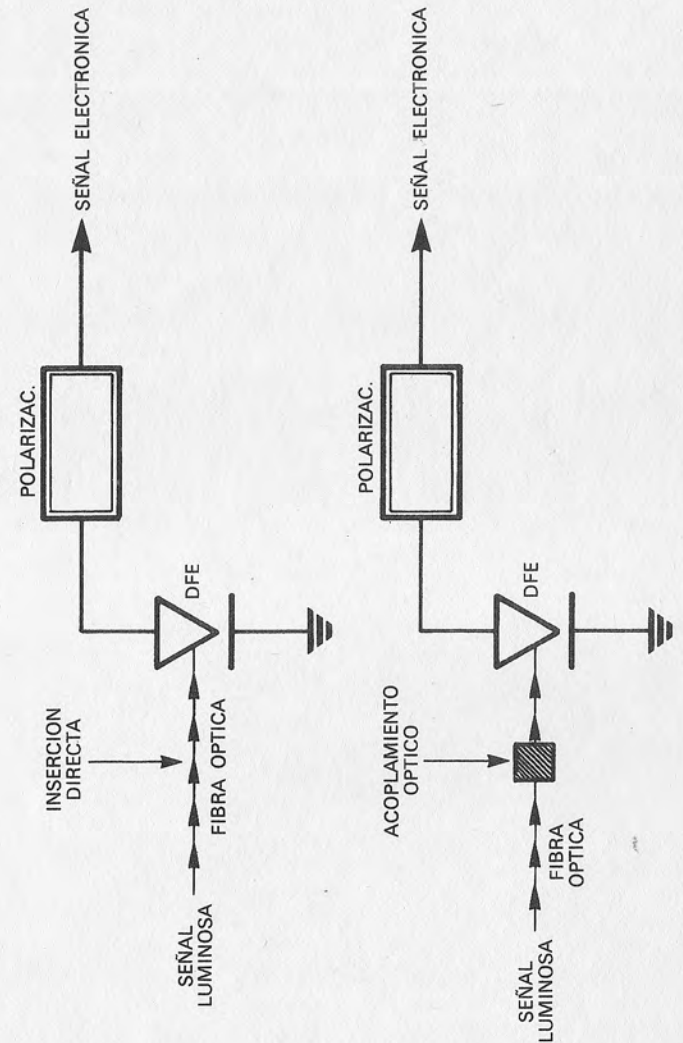 SEÑAL ELECTRONICA
POLARIZAC.
DFE
INSERCION
DIRECTA
FIBRA OPTICA
SEÑAL
LUMINOSA
SEÑAL ELECTRONICA
POLARIZAC.
DFE
ACOPLAMIENTO
OPTICO
FIBRA
OPTICA
SEÑAL
LUMINOSA